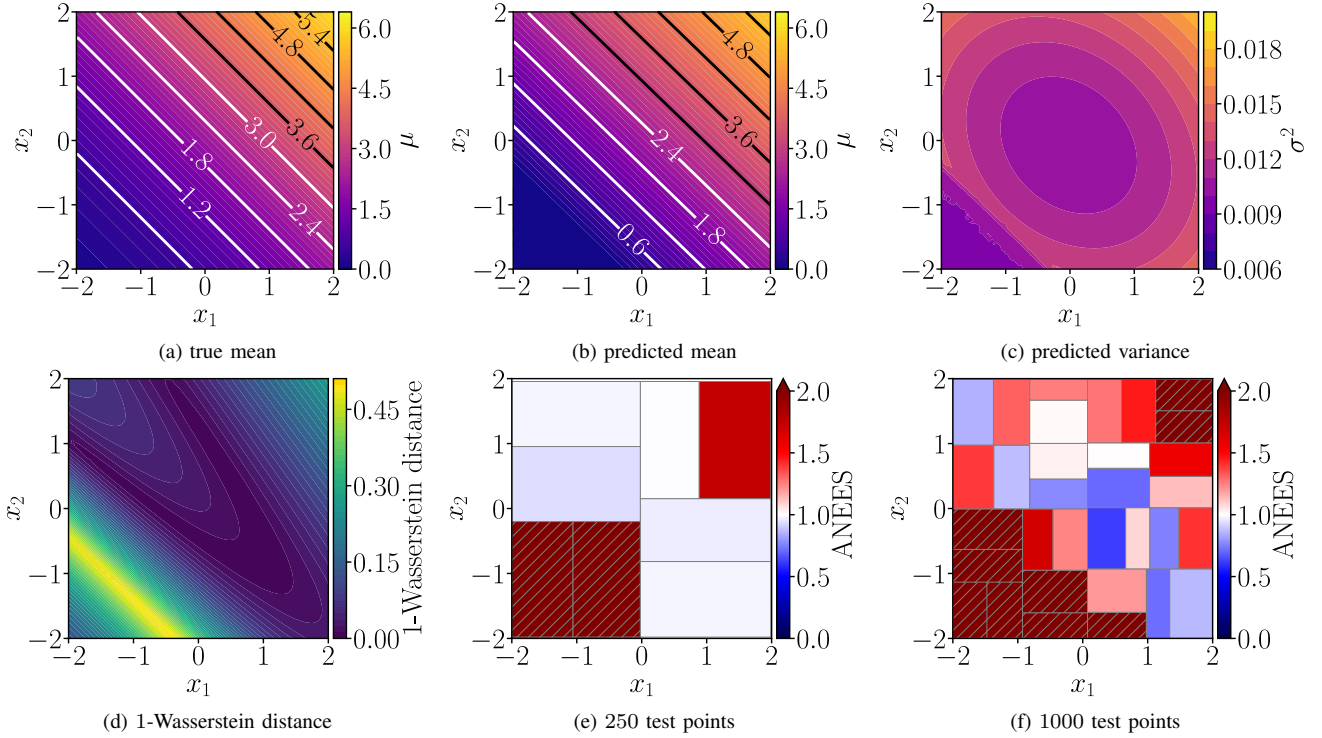 2
1
0
−1
−2
x₂
−2 −1 0 1 2
x₁
5.4
4.8
3.6
3.0
1.8
1.2
2.4
6.0
4.5
3.0
1.5
0.0
μ
(a) true mean
2
1
0
−1
−2
x₂
−2 −1 0 1 2
x₁
4.8
3.6
2.4
1.8
0.6
6.0
4.5
3.0
1.5
0.0
μ
(b) predicted mean
2
1
0
−1
−2
x₂
−2 −1 0 1 2
x₁
0.018
0.015
0.012
0.009
0.006
σ²
(c) predicted variance
2
1
0
−1
−2
x₂
−2 −1 0 1 2
x₁
0.45
0.30
0.15
0.00
1-Wasserstein distance
(d) 1-Wasserstein distance
2
1
0
−1
−2
x₂
−2 −1 0 1 2
x₁
2.0
1.5
1.0
0.5
0.0
ANEES
(e) 250 test points
2
1
0
−1
−2
x₂
−2 −1 0 1 2
x₁
2.0
1.5
1.0
0.5
0.0
ANEES
(f) 1000 test points